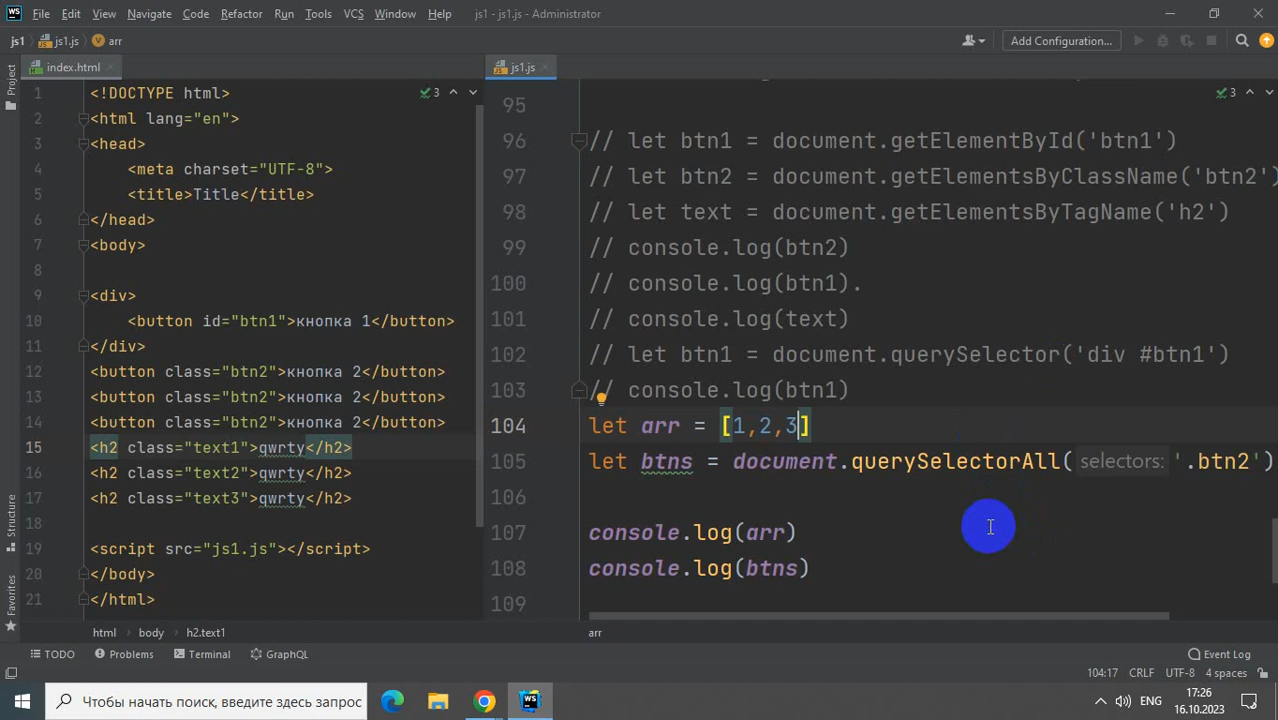 WS File Edit View Navigate Code Refactor Run Tools VCS Window Help js1 - js1.js - Administrator
js1 js1.js arr Add Configuration...
Project
index.html
js1.js
1 <!DOCTYPE html> 3
2 <html lang="en">
3 <head>
4 <meta charset="UTF-8">
5 <title>Title</title>
6 </head>
7 <body>
8
9 <div>
10 <button id="btn1">кнопка 1</button>
11 </div>
12 <button class="btn2">кнопка 2</button>
13 <button class="btn2">кнопка 2</button>
14 <button class="btn2">кнопка 2</button>
15 <h2 class="text1">qwrty</h2>
16 <h2 class="text2">qwrty</h2>
17 <h2 class="text3">qwrty</h2>
18
19 <script src="js1.js"></script>
20 </body>
21 </html>
95 3
96 // let btn1 = document.getElementById('btn1')
97 // let btn2 = document.getElementsByClassName('btn2')
98 // let text = document.getElementsByTagName('h2')
99 // console.log(btn2)
100 // console.log(btn1).
101 // console.log(text)
102 // let btn1 = document.querySelector('div #btn1')
103 // console.log(btn1)
104 let arr = [1,2,3]
105 let btns = document.querySelectorAll( selectors: '.btn2')
106
107 console.log(arr)
108 console.log(btns)
109
Structure
Favorites
html body h2.text1
arr
TODO Problems Terminal GraphQL Event Log
104:17 CRLF UTF-8 4 spaces
Чтобы начать поиск, введите здесь запрос
WS
ENG
17:26
16.10.2023